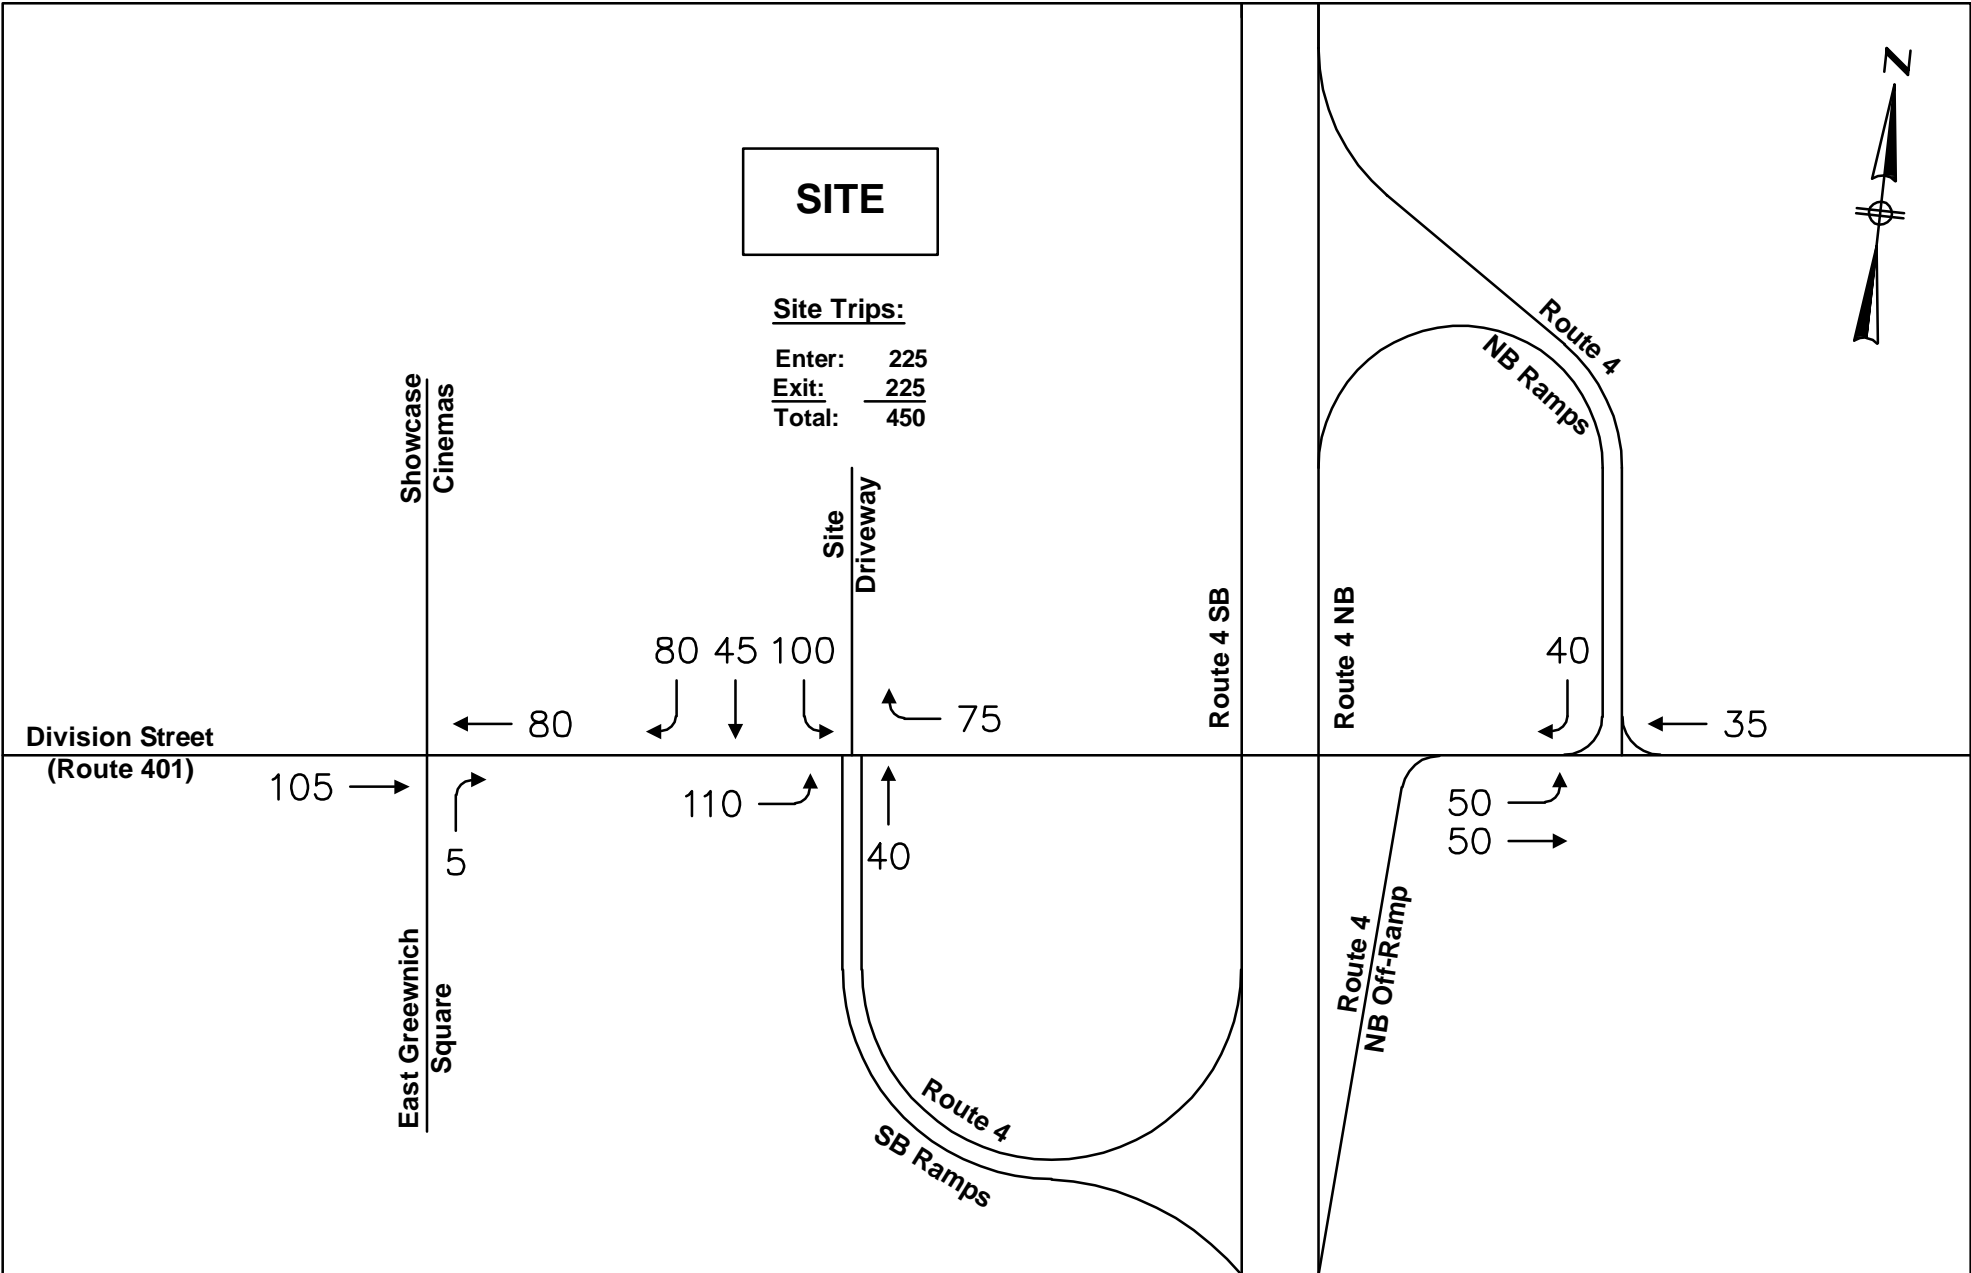 N
SITE
Site Trips:
Enter: 225
Exit: 225
Total: 450
Route 4
NB Ramps
Showcase
Cinemas
Site
Driveway
Route 4 SB
Route 4 NB
80 45 100
40
80
75
35
Division Street
(Route 401)
105
110
50
50
5
40
East Greewnich
Square
Route 4
NB Off-Ramp
Route 4
SB Ramps